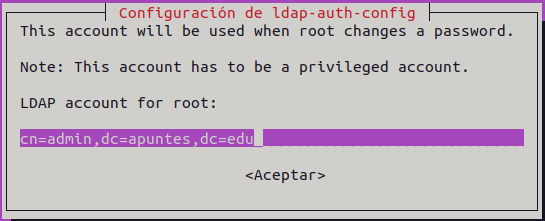 Configuración de ldap-auth-config
This account will be used when root changes a password.
Note: This account has to be a privileged account.
LDAP account for root:
cn=admin,dc=apuntes,dc=edu
<Aceptar>